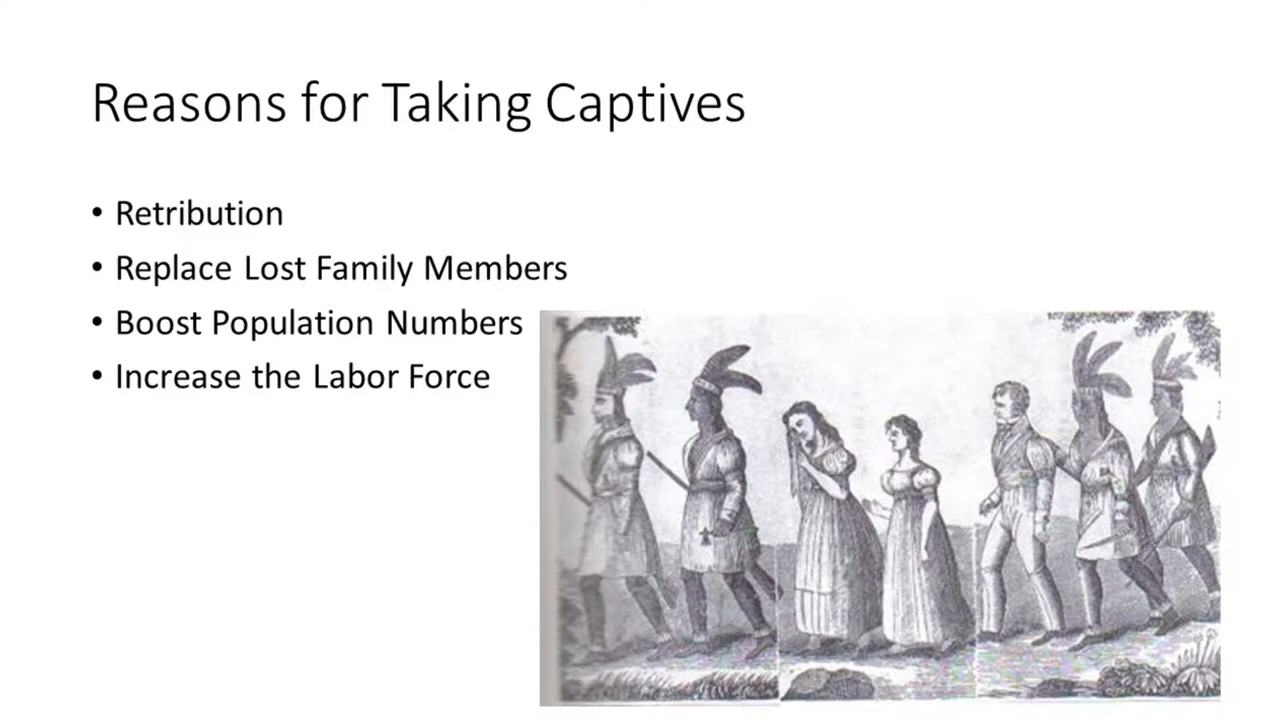 Reasons for Taking Captives
• Retribution
• Replace Lost Family Members
• Boost Population Numbers
• Increase the Labor Force